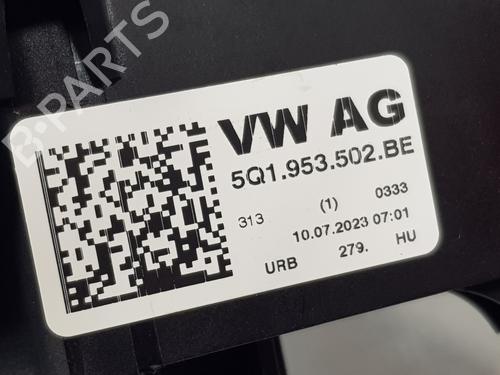 B-PARTS
VW AG
5Q1.953.502.BE
313 (1) 0333
10.07.2023 07:01
URB 279. HU